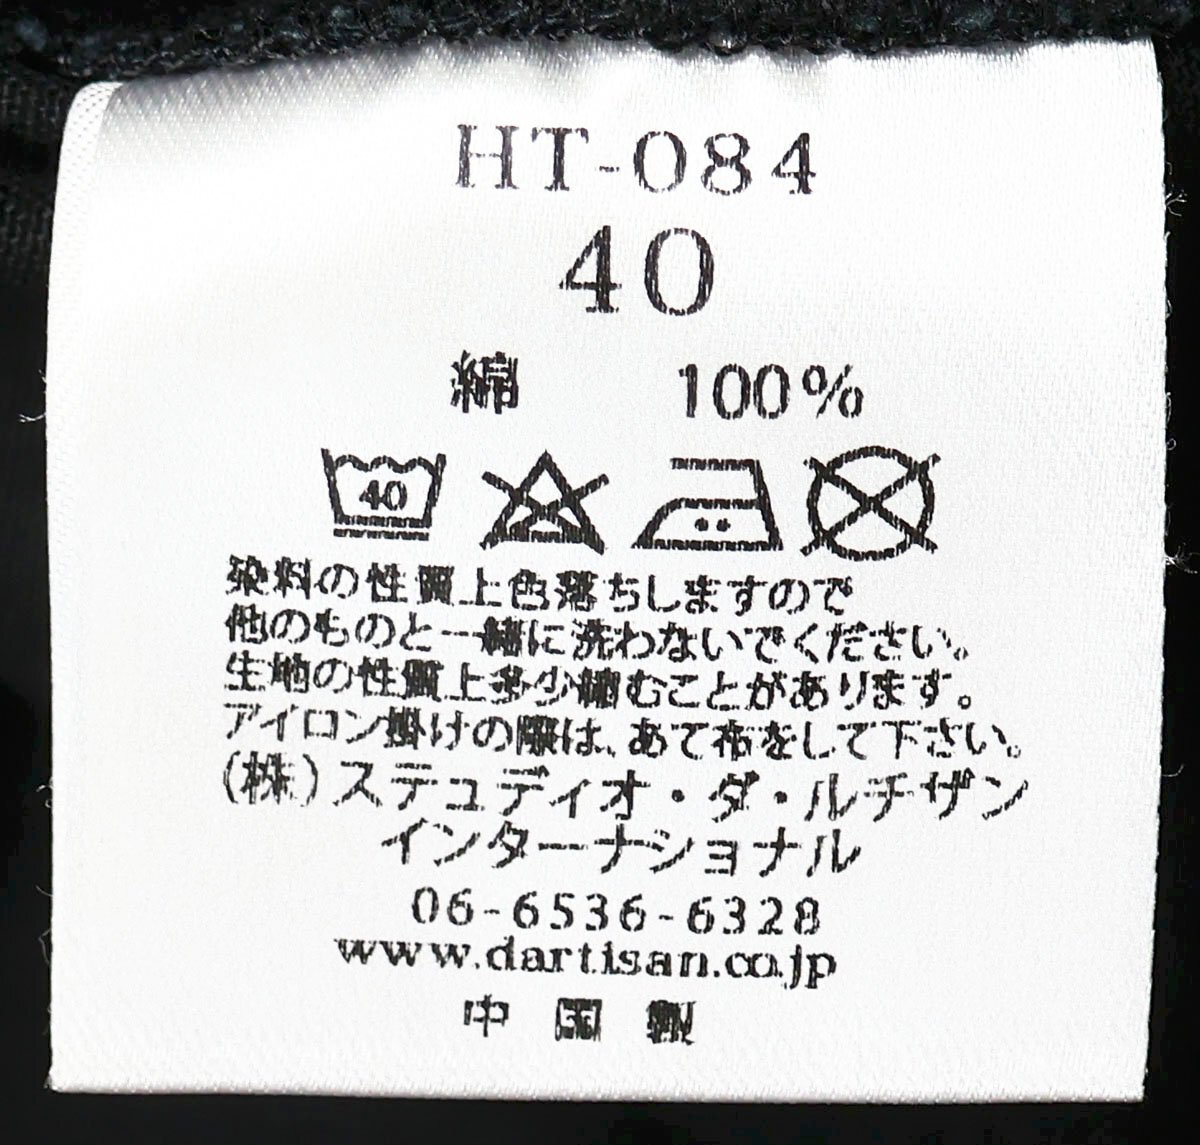 HT-084
40
綿 100%
40
染料の性質上色落ちしますので
他のものと一緒に洗わないでください。
生地の性質上多少縮むことがあります。
アイロン掛けの際は、あて布をして下さい。
(株)ステュディオ・ダ・ルチザン
インターナショナル
06-6536-6328
www.dartisan.co.jp
中国製